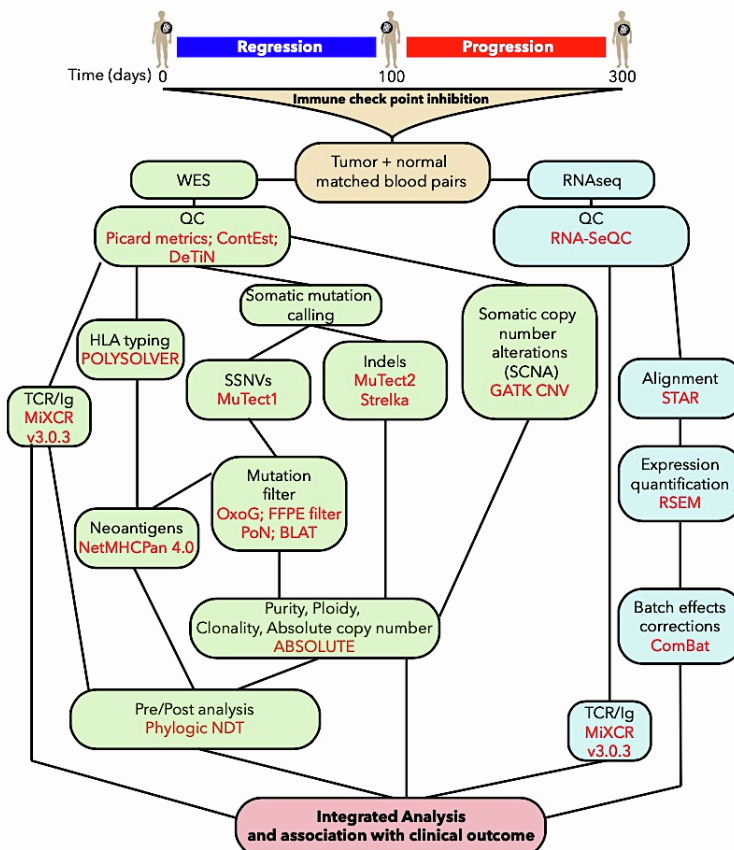 Regression
Progression
Time (days) 0 100 300
Immune check point inhibition
Tumor + normal
matched blood pairs
WES
RNAseq
QC
Picard metrics; ContEst;
DeTiN
QC
RNA-SeQC
Somatic mutation
calling
Somatic copy
number
alterations
(SCNA)
GATK CNV
HLA typing
POLYSOLVER
SSNVs
MuTect1
Indels
MuTect2
Strelka
Alignment
STAR
TCR/Ig
MiXCR
v3.0.3
Mutation
filter
OxoG; FFPE filter
PoN; BLAT
Expression
quantification
RSEM
Neoantigens
NetMHCPan 4.0
Purity, Ploidy,
Clonality, Absolute copy number
ABSOLUTE
Batch effects
corrections
ComBat
Pre/Post analysis
Phylogic NDT
TCR/Ig
MiXCR
v3.0.3
Integrated Analysis
and association with clinical outcome